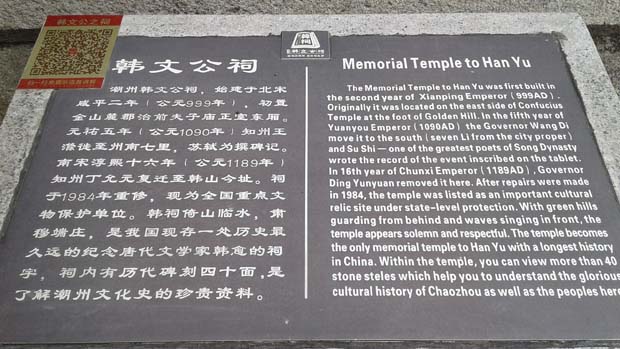 韩文公之祠
扫一扫免费听语音讲解
韩祠
韩文公祠
潮州韩文公祠，始建于北宋
咸平二年（公元999年），初置
金山麓郡治前夫子庙正室东厢。
元祐五年（公元1090年）知州王
涤徙至州南七里，苏轼为撰碑记。
南宋淳熙十六年（公元1189年）
知州丁允元复迁至韩山今址。祠
于1984年重修，现为全国重点文
物保护单位。韩祠倚山临水，肃
穆端庄，是我国现存一处历史最
久远的纪念唐代文学家韩愈的祠
宇，祠内有历代碑刻四十面，是
了解潮州文化史的珍贵资料。
Memorial Temple to Han Yu
The Memorial Temple to Han Yu was first built in
the second year of Xianping Emperor (999AD).
Originally it was located on the east side of Confucius
Temple at the foot of Golden Hill. In the fifth year of
Yuanyou Emperor (1090AD) the Governor Wang Di
move it to the south (seven Li from the city proper)
and Su Shi — one of the greatest poets of Song Dynasty
wrote the record of the event inscribed on the tablet.
In 16th year of Chunxi Emperor (1189AD), Governor
Ding Yunyuan removed it here. After repairs were made
in 1984, the temple was listed as an important cultural
relic site under state-level protection. With green hills
guarding from behind and waves singing in front, the
temple appears solemn and respectful. The temple becomes
the only memorial temple to Han Yu with a longest history
in China. Within the temple, you can view more than 40
stone steles which help you to understand the glorious
cultural history of Chaozhou as well as the peoples here